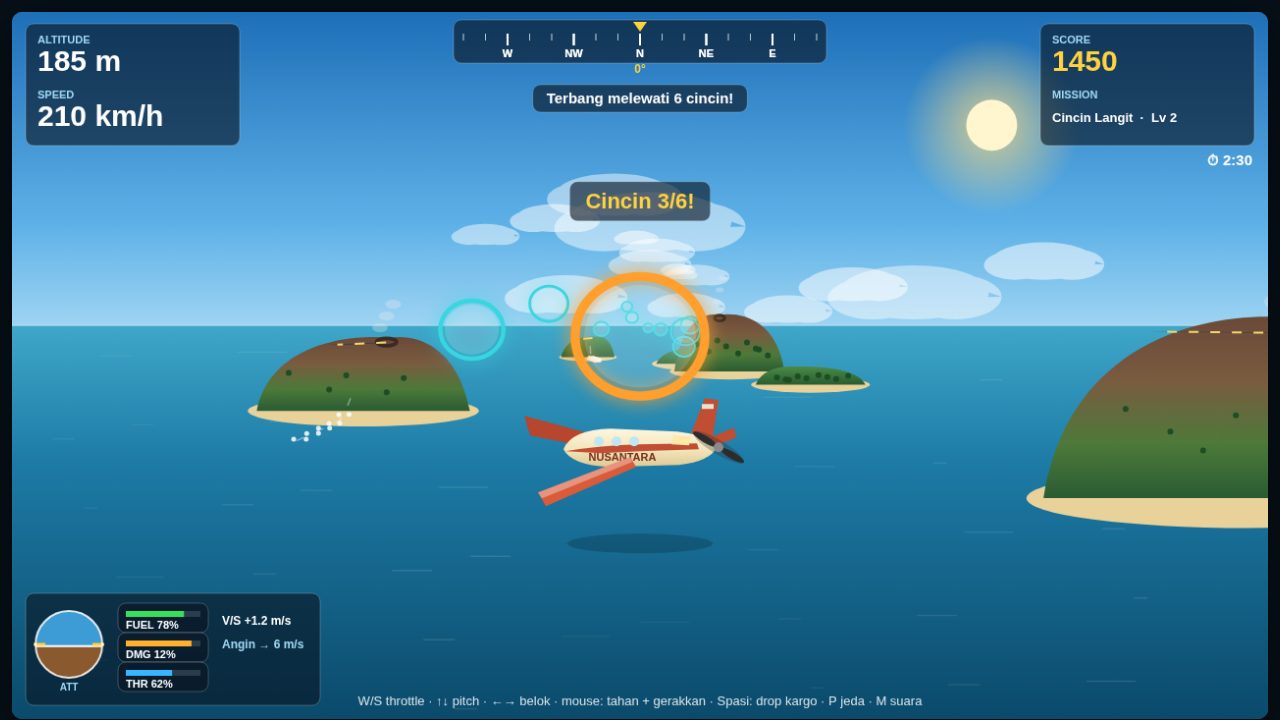 ALTITUDE
185 m
SPEED
210 km/h
W NW N NE E
0°
Terbang melewati 6 cincin!
SCORE
1450
MISSION
Cincin Langit · Lv 2
⏱ 2:30
Cincin 3/6!
NUSANTARA
FUEL 78%
DMG 12%
THR 62%
ATT
V/S +1.2 m/s
Angin → 6 m/s
W/S throttle · ↑↓ pitch · ←→ belok · mouse: tahan + gerakkan · Spasi: drop kargo · P jeda · M suara